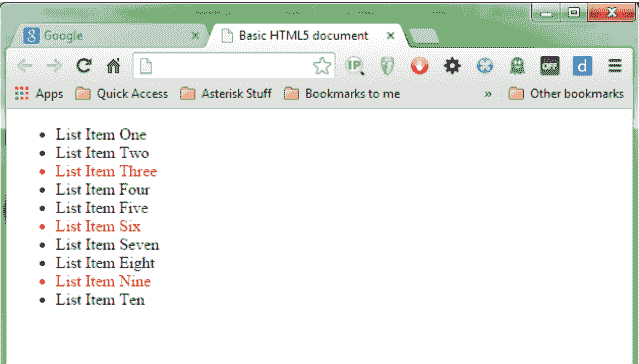 Google
Basic HTML5 document
IP
OFF
d
Apps Quick Access Asterisk Stuff Bookmarks to me » Other bookmarks
List Item One
List Item Two
List Item Three
List Item Four
List Item Five
List Item Six
List Item Seven
List Item Eight
List Item Nine
List Item Ten